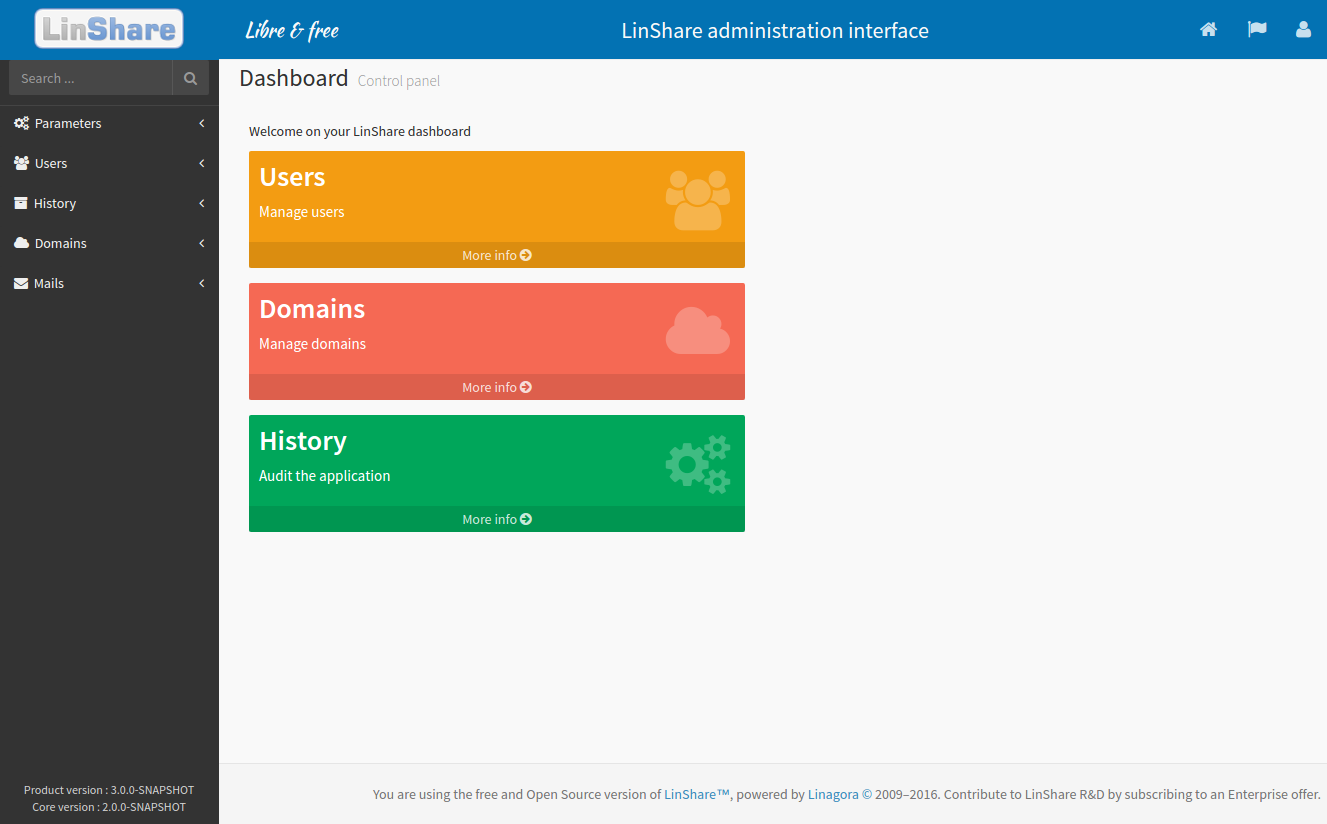 LinShare
Libre & free
LinShare administration interface
Search ...
Parameters
Users
History
Domains
Mails
Dashboard Control panel
Welcome on your LinShare dashboard
Users
Manage users
More info
Domains
Manage domains
More info
History
Audit the application
More info
Product version : 3.0.0-SNAPSHOT
Core version : 2.0.0-SNAPSHOT
You are using the free and Open Source version of LinShare™, powered by Linagora © 2009–2016. Contribute to LinShare R&D by subscribing to an Enterprise offer.